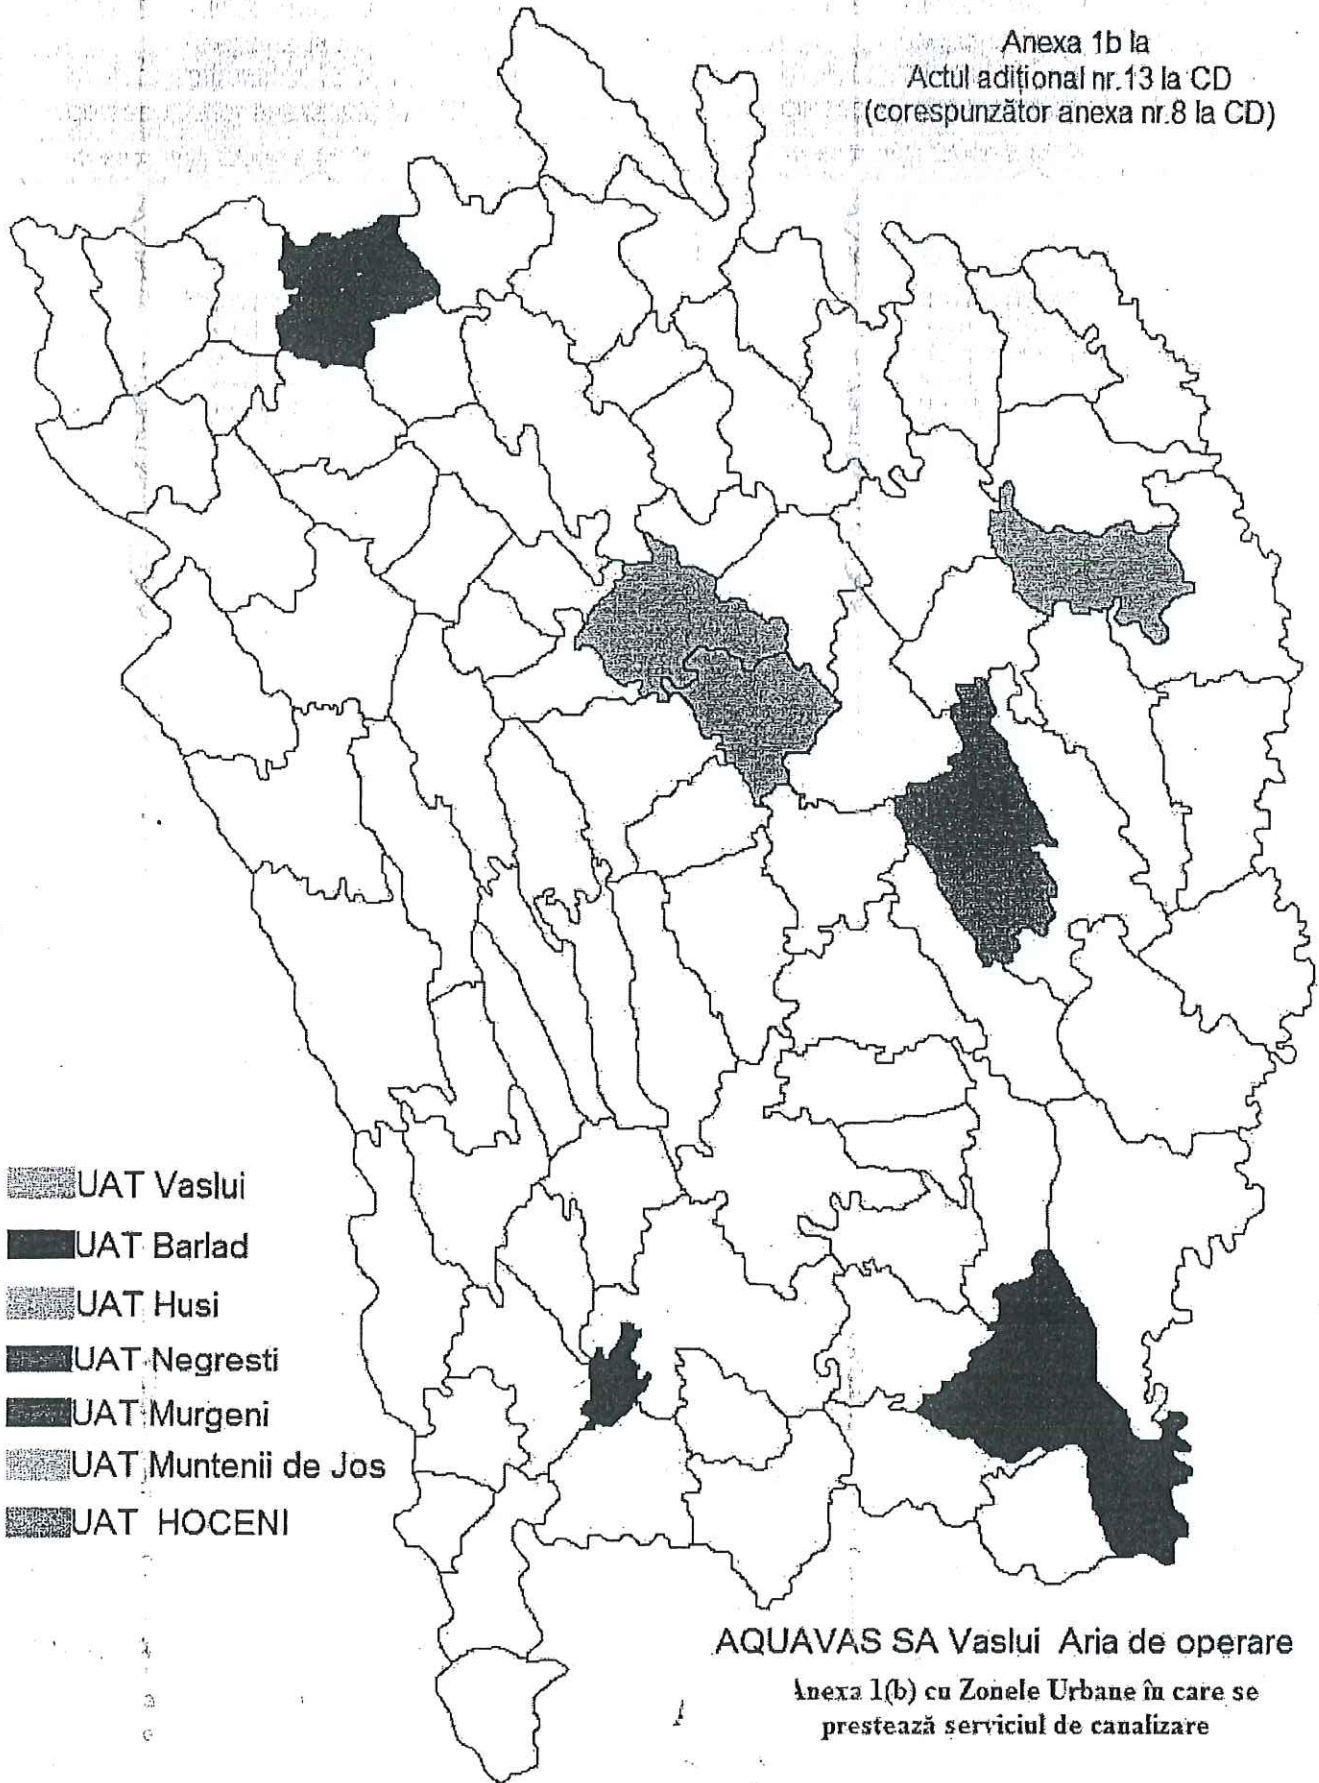 Anexa 1b la
Actul adițional nr.13 la CD
(corespunzător anexa nr.8 la CD)
UAT Vaslui
UAT Barlad
UAT Husi
UAT Negresti
UAT Murgeni
UAT Muntenii de Jos
UAT HOCENI
AQUAVAS SA Vaslui Aria de operare
Anexa 1(b) cu Zonele Urbane în care se
prestează serviciul de canalizare